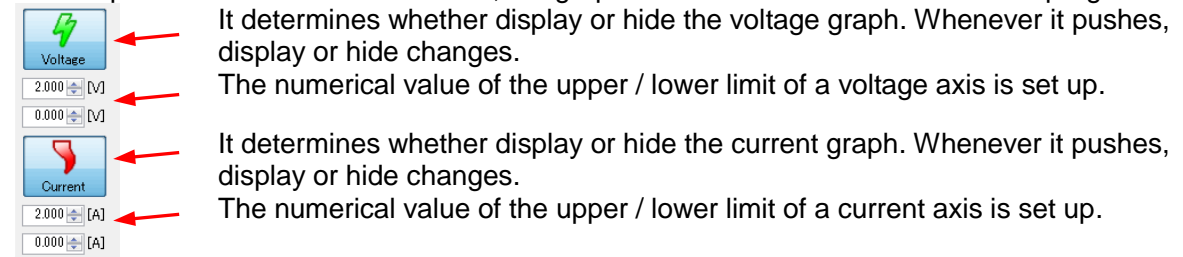 It determines whether display or hide the voltage graph. Whenever it pushes,
Voltage
display or hide changes.
2.000 [V]
The numerical value of the upper / lower limit of a voltage axis is set up.
0.000 [V]
It determines whether display or hide the current graph. Whenever it pushes,
Current
display or hide changes.
2.000 [A]
The numerical value of the upper / lower limit of a current axis is set up.
0.000 [A]